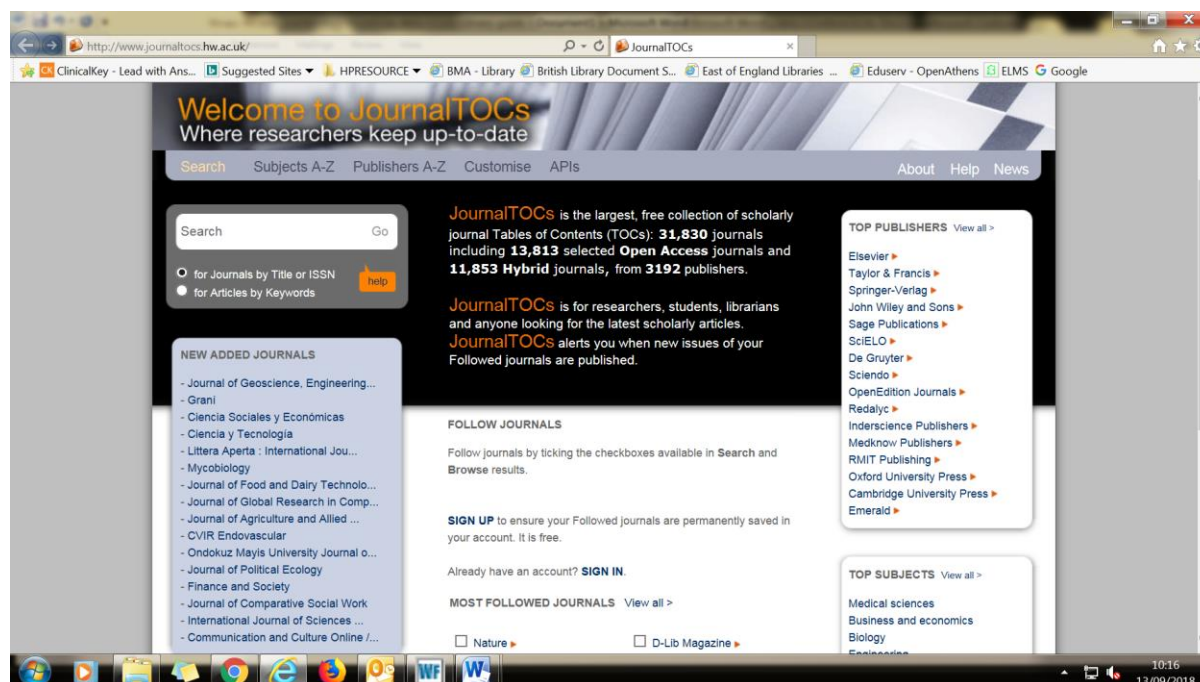 http://www.journaltocs.hw.ac.uk/
JournalTOCs
ClinicalKey - Lead with Ans... Suggested Sites HPRESOURCE BMA - Library British Library Document S... East of England Libraries ... Eduserv - OpenAthens ELMS Google
Welcome to JournalTOCs
Where researchers keep up-to-date
Search Subjects A-Z Publishers A-Z Customise APIs About Help News
Search Go
for Journals by Title or ISSN
for Articles by Keywords
help
NEW ADDED JOURNALS
- Journal of Geoscience, Engineering...
- Grani
- Ciencia Sociales y Económicas
- Ciencia y Tecnología
- Littera Aperta : International Jou...
- Mycobiology
- Journal of Food and Dairy Technolo...
- Journal of Global Research in Comp...
- Journal of Agriculture and Allied ...
- CVIR Endovascular
- Ondokuz Mayis University Journal o...
- Journal of Political Ecology
- Finance and Society
- Journal of Comparative Social Work
- International Journal of Sciences ...
- Communication and Culture Online /...
JournalTOCs is the largest, free collection of scholarly
journal Tables of Contents (TOCs): 31,830 journals
including 13,813 selected Open Access journals and
11,853 Hybrid journals, from 3192 publishers.
JournalTOCs is for researchers, students, librarians
and anyone looking for the latest scholarly articles.
JournalTOCs alerts you when new issues of your
Followed journals are published.
FOLLOW JOURNALS
Follow journals by ticking the checkboxes available in Search and
Browse results.
SIGN UP to ensure your Followed journals are permanently saved in
your account. It is free.
Already have an account? SIGN IN.
MOST FOLLOWED JOURNALS View all >
Nature D-Lib Magazine
TOP PUBLISHERS View all >
Elsevier
Taylor & Francis
Springer-Verlag
John Wiley and Sons
Sage Publications
SciELO
De Gruyter
Sciendo
OpenEdition Journals
Redalyc
Inderscience Publishers
Medknow Publishers
RMIT Publishing
Oxford University Press
Cambridge University Press
Emerald
TOP SUBJECTS View all >
Medical sciences
Business and economics
Biology
Engineering
10:16
13/09/2018